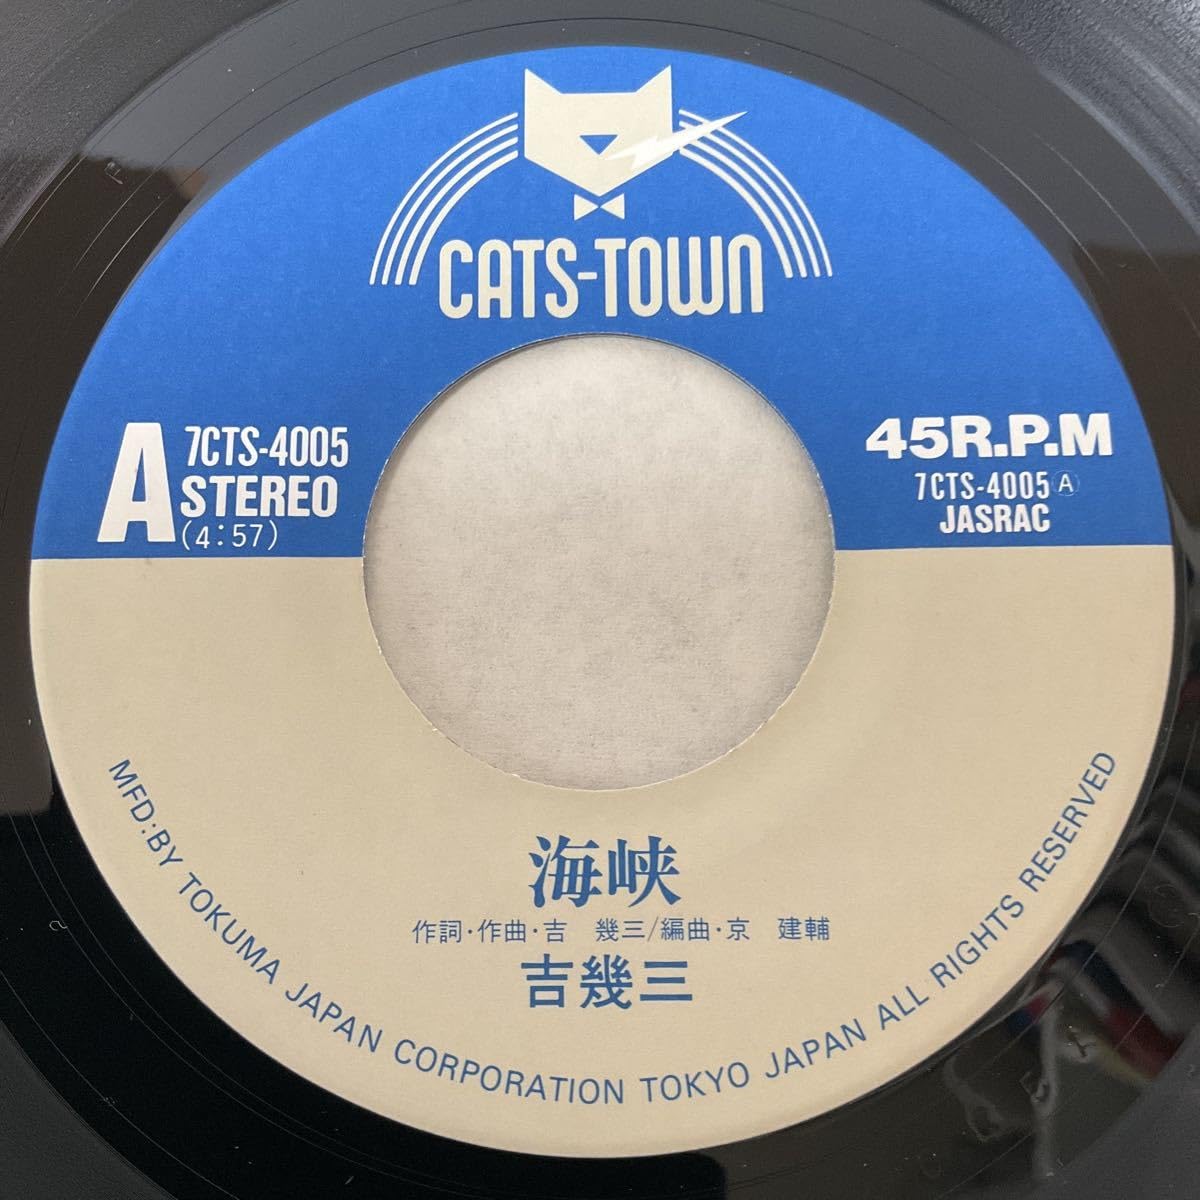 CATS-TOWN
A
7CTS-4005
STEREO
(4:57)
45R.P.M
7CTS-4005Ⓐ
JASRAC
海峡
作詞・作曲・吉　幾三/編曲・京　建輔
吉幾三
MFD:BY TOKUMA JAPAN CORPORATION TOKYO JAPAN ALL RIGHTS RESERVED